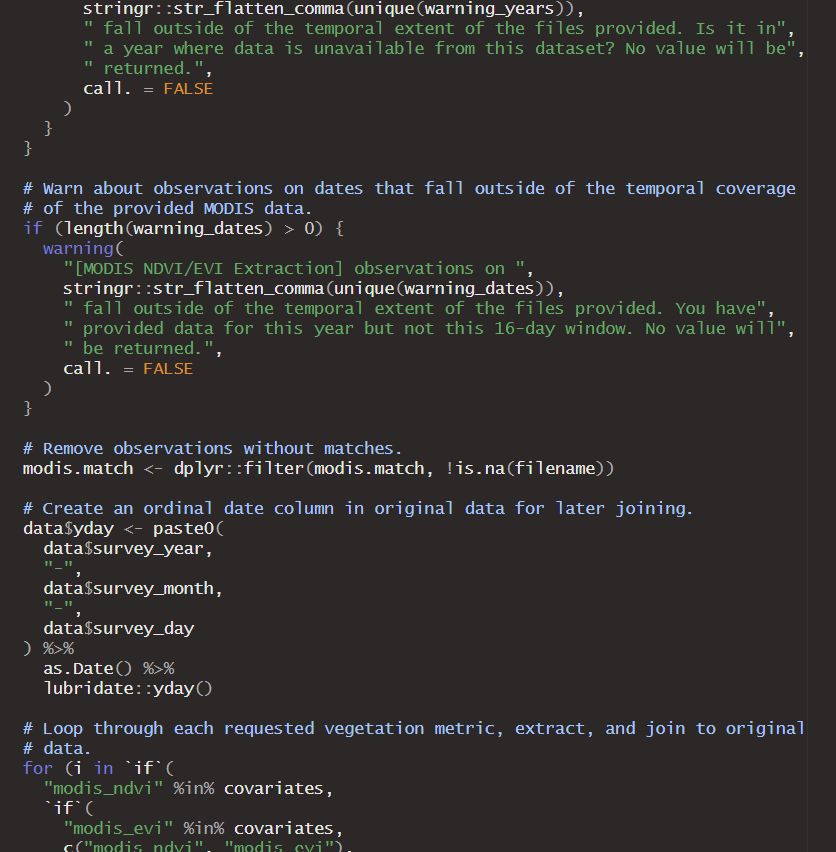 stringr::str_flatten_comma(unique(warning_years)),
" fall outside of the temporal extent of the files provided. Is it in",
" a year where data is unavailable from this dataset? No value will be",
" returned.",
call. = FALSE
)
}
}
# Warn about observations on dates that fall outside of the temporal coverage
# of the provided MODIS data.
if (length(warning_dates) > 0) {
warning(
"[MODIS NDVI/EVI Extraction] observations on ",
stringr::str_flatten_comma(unique(warning_dates)),
" fall outside of the temporal extent of the files provided. You have",
" provided data for this year but not this 16-day window. No value will",
" be returned.",
call. = FALSE
)
}
# Remove observations without matches.
modis.match <- dplyr::filter(modis.match, !is.na(filename))
# Create an ordinal date column in original data for later joining.
data$yday <- paste0(
data$survey_year,
"-",
data$survey_month,
"-",
data$survey_day
) %>%
as.Date() %>%
lubridate::yday()
# Loop through each requested vegetation metric, extract, and join to original
# data.
for (i in `if`(
"modis_ndvi" %in% covariates,
`if`(
"modis_evi" %in% covariates,
c("modis_ndvi", "modis_evi"),